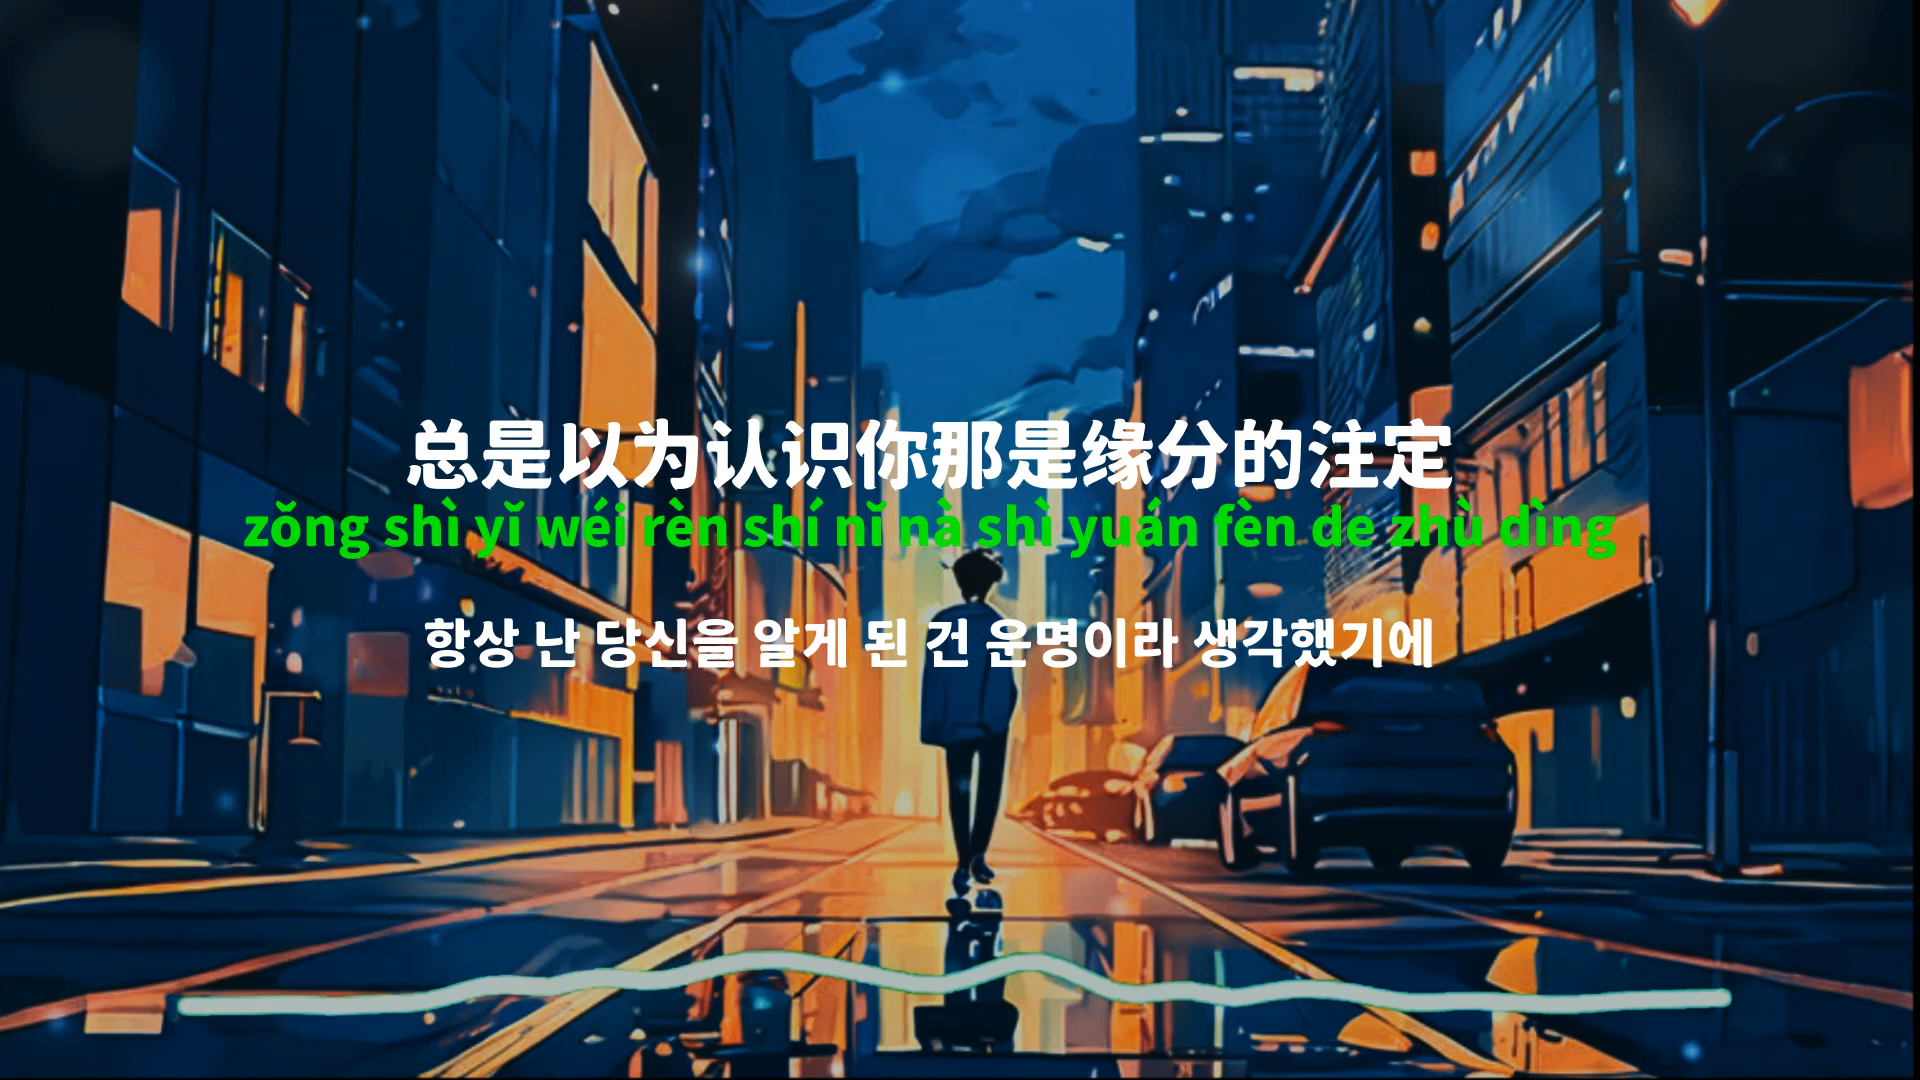 总是以为认识你那是缘分的注定
zǒng shì yǐ wéi rèn shí nǐ nà shì yuán fèn de zhù dìng
항상 난 당신을 알게 된 건 운명이라 생각했기에